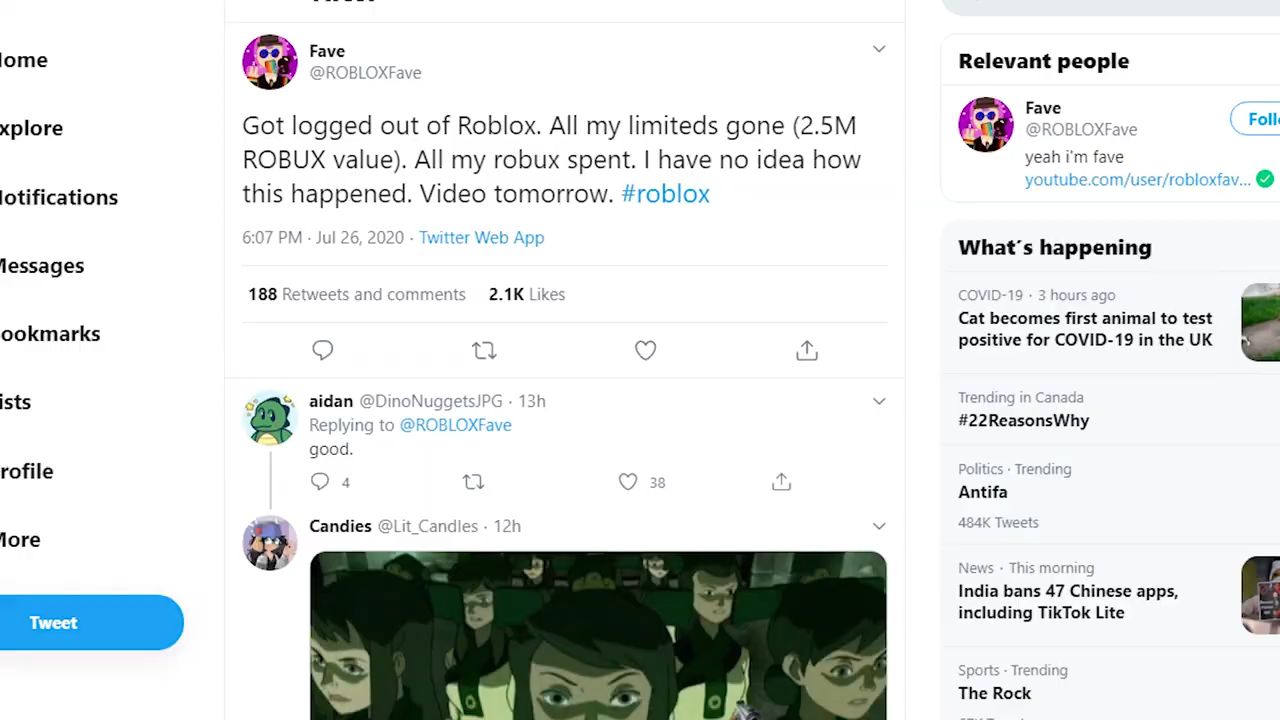 ome
xplore
otifications
Messages
ookmarks
ists
rofile
More
Tweet
Fave
@ROBLOXFave
Got logged out of Roblox. All my limiteds gone (2.5M
ROBUX value). All my robux spent. I have no idea how
this happened. Video tomorrow. #roblox
6:07 PM · Jul 26, 2020 · Twitter Web App
188 Retweets and comments 2.1K Likes
aidan @DinoNuggetsJPG · 13h
Replying to @ROBLOXFave
good.
4 38
Candies @Lit_Candles · 12h
Relevant people
Fave
@ROBLOXFave
Foll
yeah i'm fave
youtube.com/user/robloxfav...
What's happening
COVID-19 · 3 hours ago
Cat becomes first animal to test
positive for COVID-19 in the UK
Trending in Canada
#22ReasonsWhy
Politics · Trending
Antifa
484K Tweets
News · This morning
India bans 47 Chinese apps,
including TikTok Lite
Sports · Trending
The Rock